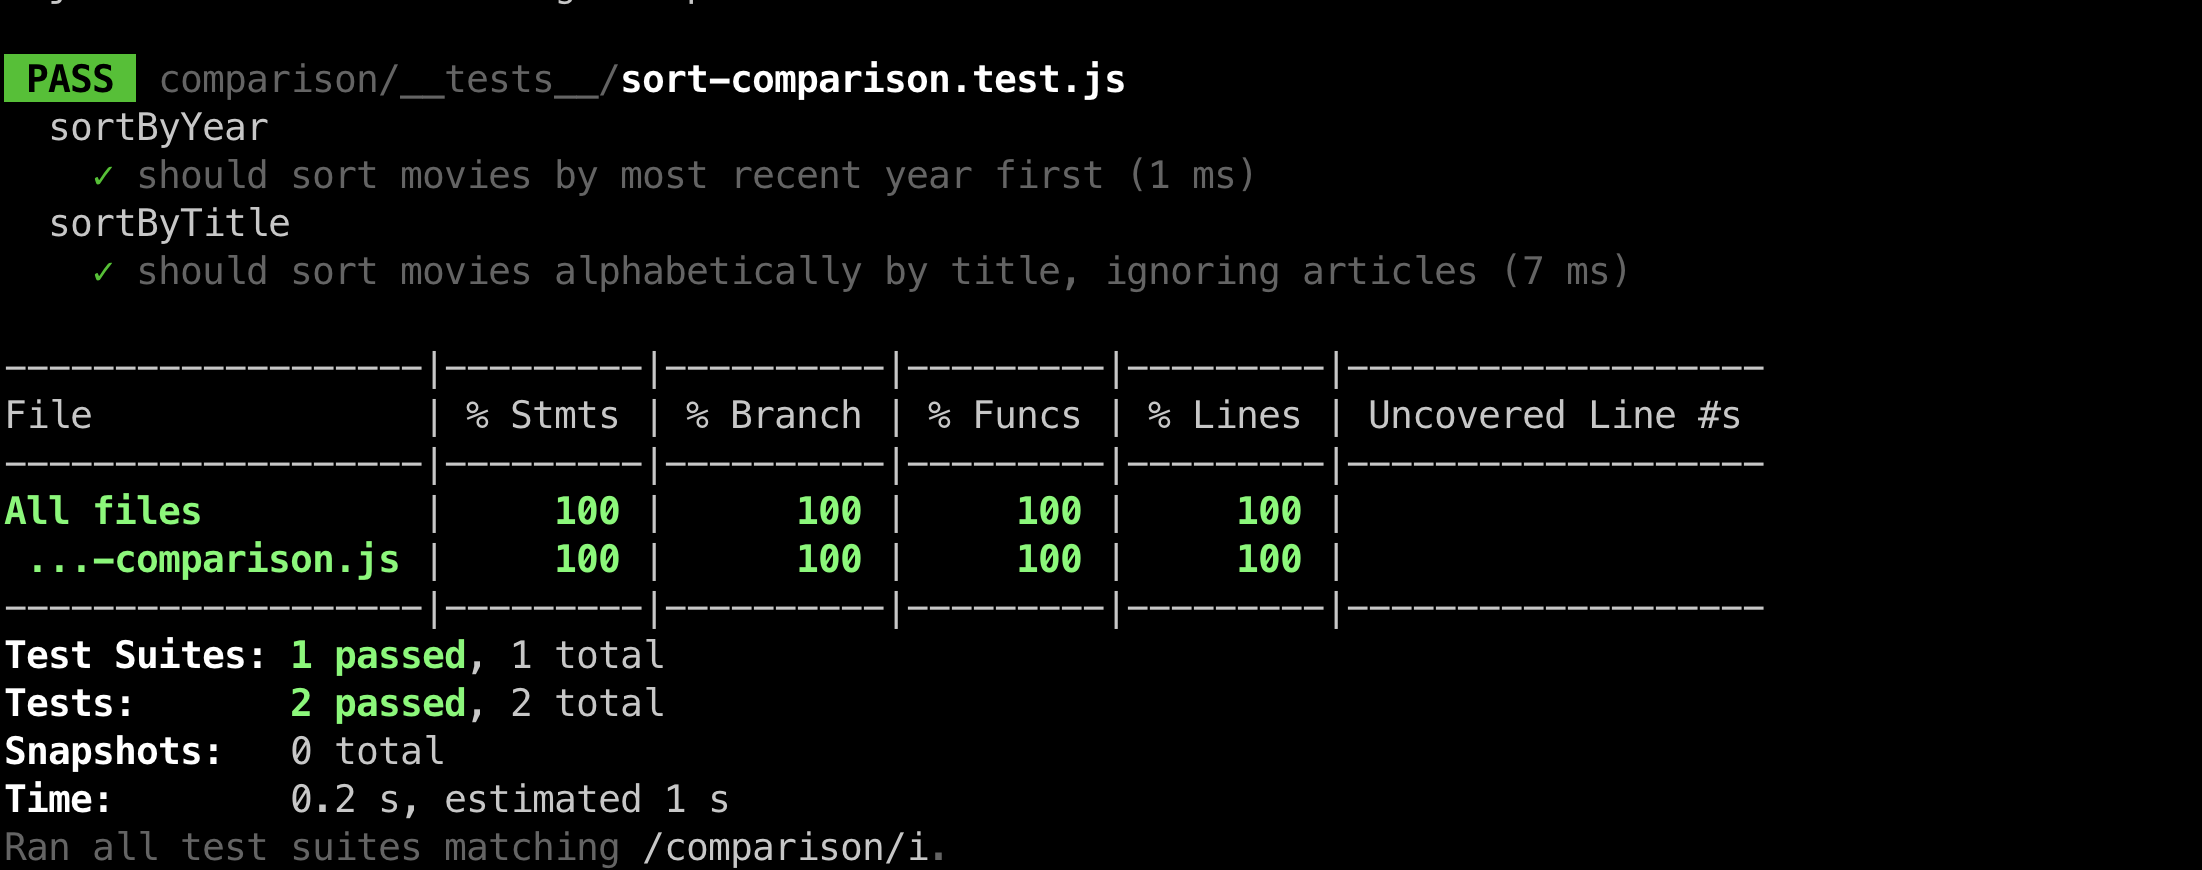 PASS comparison/__tests__/sort-comparison.test.js
sortByYear
✓ should sort movies by most recent year first (1 ms)
sortByTitle
✓ should sort movies alphabetically by title, ignoring articles (7 ms)
-------------------|---------|----------|---------|---------|-------------------
File | % Stmts | % Branch | % Funcs | % Lines | Uncovered Line #s
-------------------|---------|----------|---------|---------|-------------------
All files | 100 | 100 | 100 | 100 |
...-comparison.js | 100 | 100 | 100 | 100 |
-------------------|---------|----------|---------|---------|-------------------
Test Suites: 1 passed, 1 total
Tests: 2 passed, 2 total
Snapshots: 0 total
Time: 0.2 s, estimated 1 s
Ran all test suites matching /comparison/i.